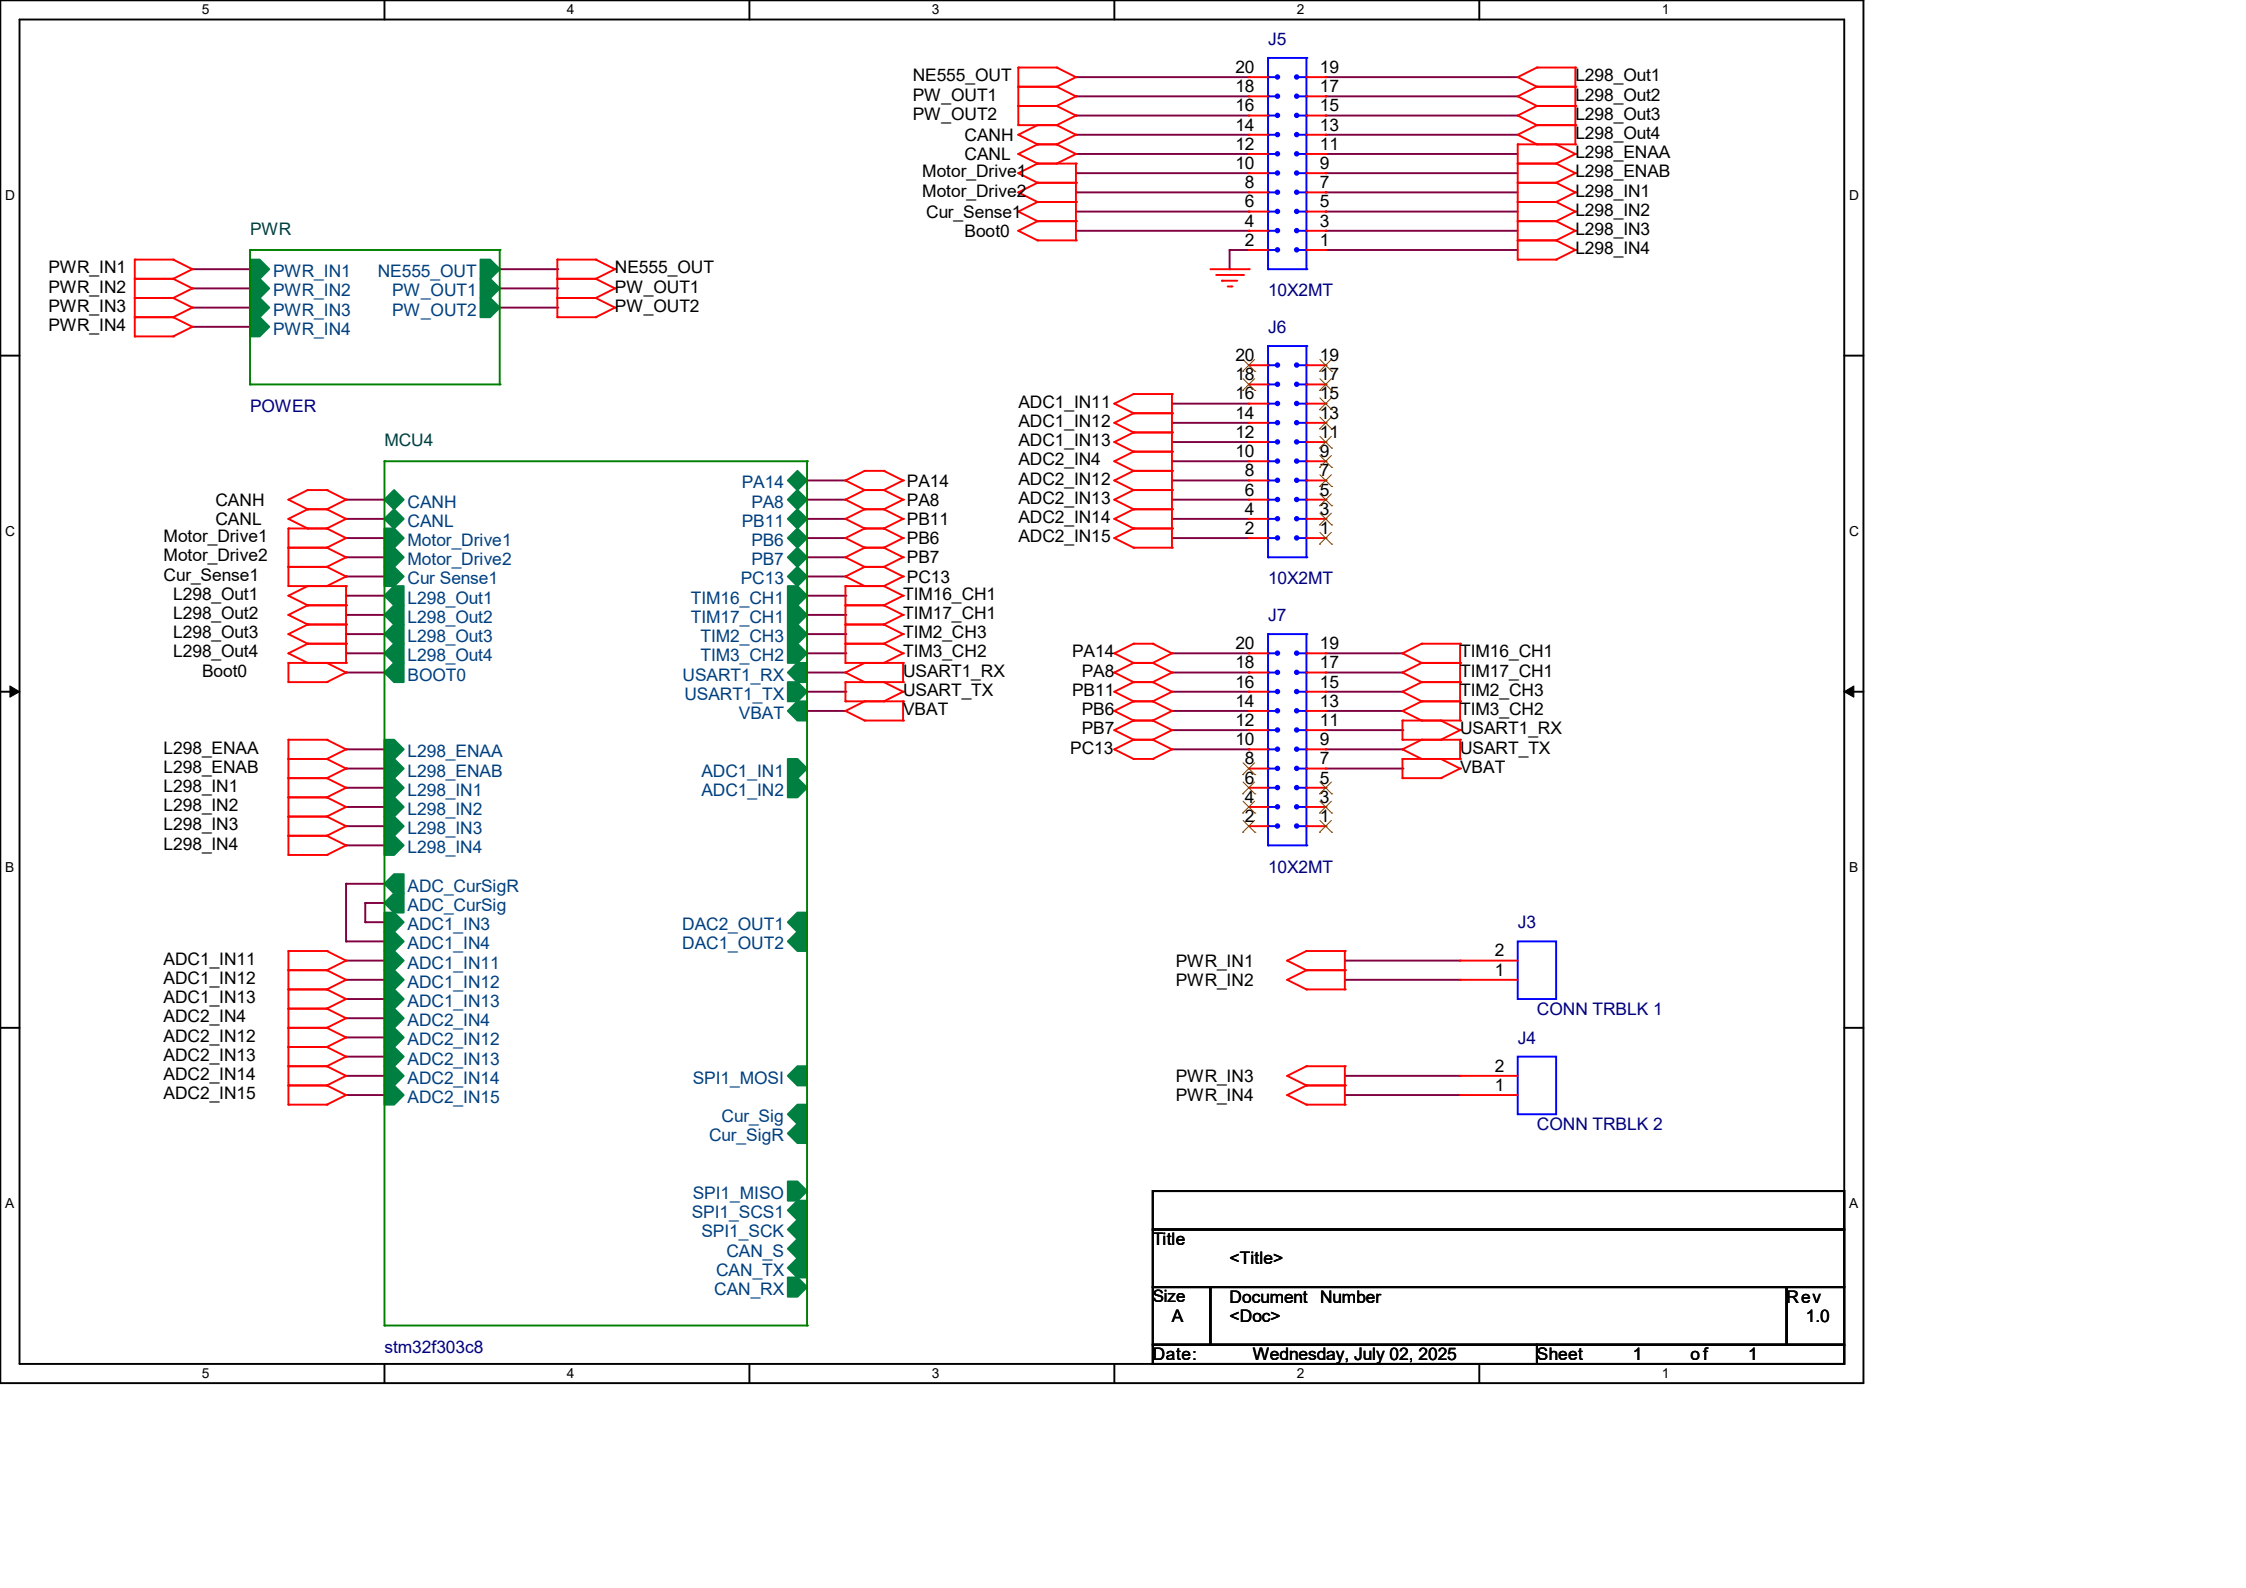 5 4 3 2 1
D D
C C
B B
A A
PWR
PWR_IN1 PWR_IN1 NE555_OUT NE555_OUT
PWR_IN2 PWR_IN2 PW_OUT1 PW_OUT1
PWR_IN3 PWR_IN3 PW_OUT2 PW_OUT2
PWR_IN4 PWR_IN4
POWER
MCU4
CANH CANH
CANL CANL
Motor_Drive1 Motor_Drive1
Motor_Drive2 Motor_Drive2
Cur_Sense1 Cur Sense1
L298_Out1 L298_Out1
L298_Out2 L298_Out2
L298_Out3 L298_Out3
L298_Out4 L298_Out4
Boot0 BOOT0
L298_ENAA L298_ENAA
L298_ENAB L298_ENAB
L298_IN1 L298_IN1
L298_IN2 L298_IN2
L298_IN3 L298_IN3
L298_IN4 L298_IN4
ADC_CurSigR
ADC_CurSig
ADC1_IN3
ADC1_IN4
ADC1_IN11 ADC1_IN11
ADC1_IN12 ADC1_IN12
ADC1_IN13 ADC1_IN13
ADC2_IN4 ADC2_IN4
ADC2_IN12 ADC2_IN12
ADC2_IN13 ADC2_IN13
ADC2_IN14 ADC2_IN14
ADC2_IN15 ADC2_IN15
PA14 PA14
PA8 PA8
PB11 PB11
PB6 PB6
PB7 PB7
PC13 PC13
TIM16_CH1 TIM16_CH1
TIM17_CH1 TIM17_CH1
TIM2_CH3 TIM2_CH3
TIM3_CH2 TIM3_CH2
USART1_RX USART1_RX
USART1_TX USART_TX
VBAT VBAT
ADC1_IN1
ADC1_IN2
DAC2_OUT1
DAC1_OUT2
SPI1_MOSI
Cur_Sig
Cur_SigR
SPI1_MISO
SPI1_SCS1
SPI1_SCK
CAN_S
CAN_TX
CAN_RX
stm32f303c8
J5
NE555_OUT 20 19 L298_Out1
PW_OUT1 18 17 L298_Out2
PW_OUT2 16 15 L298_Out3
CANH 14 13 L298_Out4
CANL 12 11 L298_ENAA
Motor_Drive1 10 9 L298_ENAB
Motor_Drive2 8 7 L298_IN1
Cur_Sense1 6 5 L298_IN2
Boot0 4 3 L298_IN3
2 1 L298_IN4
10X2MT
J6
20 19
18 17
ADC1_IN11 16 15
ADC1_IN12 14 13
ADC1_IN13 12 11
ADC2_IN4 10 9
ADC2_IN12 8 7
ADC2_IN13 6 5
ADC2_IN14 4 3
ADC2_IN15 2 1
10X2MT
J7
PA14 20 19 TIM16_CH1
PA8 18 17 TIM17_CH1
PB11 16 15 TIM2_CH3
PB6 14 13 TIM3_CH2
PB7 12 11 USART1_RX
PC13 10 9 USART_TX
8 7 VBAT
6 5
4 3
2 1
10X2MT
J3
PWR_IN1 2
PWR_IN2 1
CONN TRBLK 1
J4
PWR_IN3 2
PWR_IN4 1
CONN TRBLK 2
Title
<Title>
Size Document Number Rev
A <Doc> 1.0
Date: Wednesday, July 02, 2025 Sheet 1 of 1
5 4 3 2 1